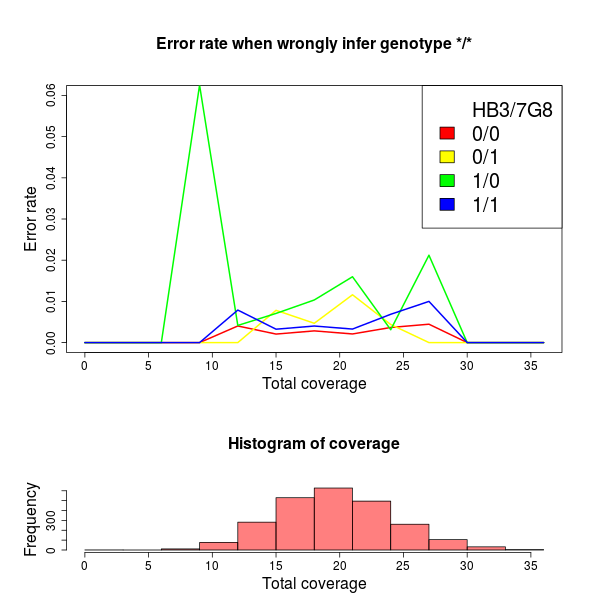 Error rate when wrongly infer genotype */*
Error rate
0.00 0.01 0.02 0.03 0.04 0.05 0.06
HB3/7G8
0/0
0/1
1/0
1/1
0 5 10 15 20 25 30 35
Total coverage
Histogram of coverage
Frequency
0 300
0 5 10 15 20 25 30 35
Total coverage